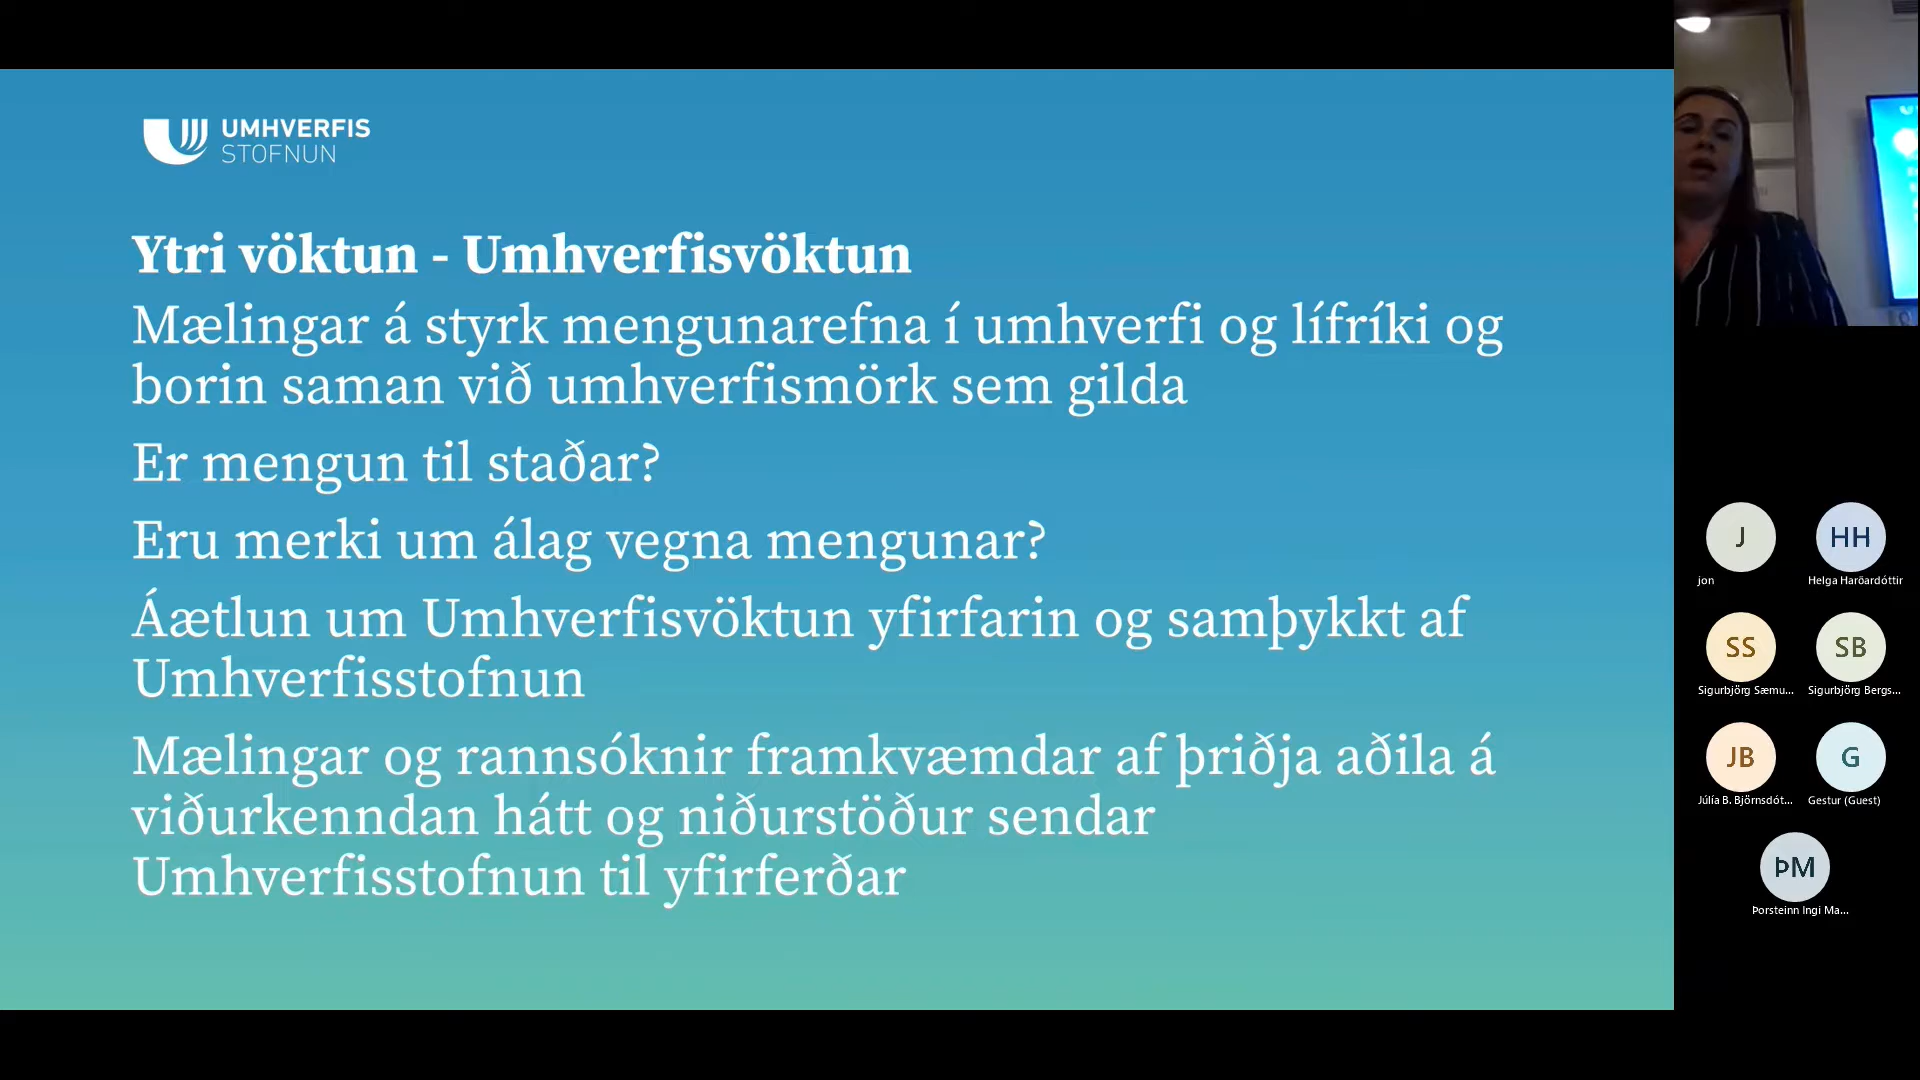 UMHVERFIS
STOFNUN
Ytri vöktun - Umhverfisvöktun
Mælingar á styrk mengunarefna í umhverfi og lífríki og
borin saman við umhverfismörk sem gilda
Er mengun til staðar?
Eru merki um álag vegna mengunar?
Áætlun um Umhverfisvöktun yfirfarin og samþykkt af
Umhverfisstofnun
Mælingar og rannsóknir framkvæmdar af þriðja aðila á
viðurkenndan hátt og niðurstöður sendar
Umhverfisstofnun til yfirferðar
J
jon
HH
Helga Harðardóttir
SS
Sigurbjörg Sæmu...
SB
Sigurbjörg Bergs...
JB
Júlía B. Björnsdót...
G
Gestur (Guest)
ÞM
Þorsteinn Ingi Ma...